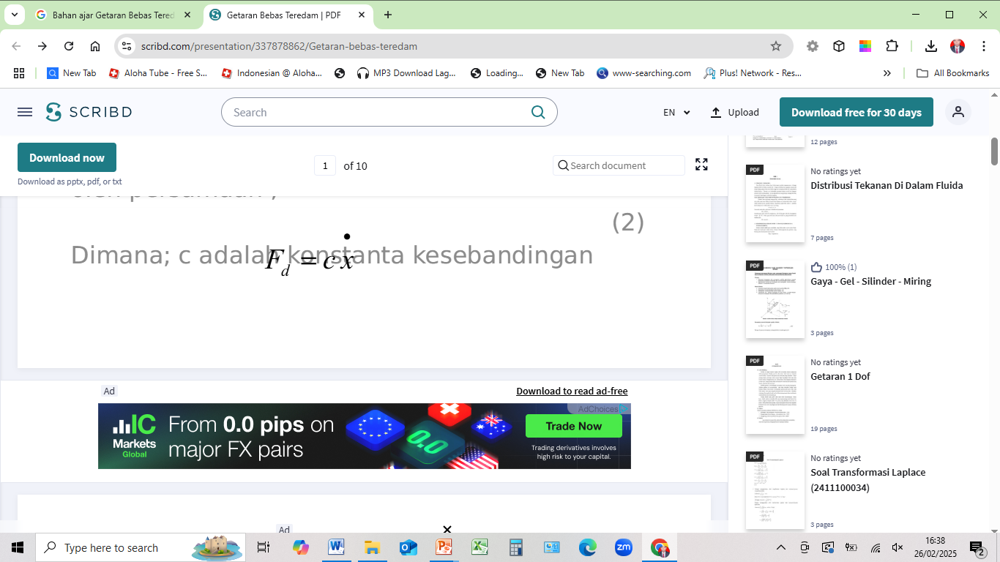 Bahan ajar Getaran Bebas Tered
Getaran Bebas Teredam | PDF
scribd.com/presentation/337878862/Getaran-bebas-teredam
New Tab
Aloha Tube - Free S...
Indonesian @ Aloha...
MP3 Download Lag...
Loading...
New Tab
www-searching.com
Plus! Network - Res...
»
All Bookmarks
SCRIBD
Search
EN
Upload
Download free for 30 days
Download now
Download as pptx, pdf, or txt
1 of 10
Search document
(2)
Dimana; c adalah konstanta kesebandingan
F_d = cẋ
Ad
Download to read ad-free
IC
Markets
Global
from 0.0 pips
major FX pairs
0.0
AdChoices
Trade Now
Trading derivatives involves
high risk to your capital.
Ad
12 pages
PDF
No ratings yet
Distribusi Tekanan Di Dalam Fluida
7 pages
PDF
100% (1)
Gaya - Gel - Silinder - Miring
3 pages
PDF
No ratings yet
Getaran 1 Dof
19 pages
PDF
No ratings yet
Soal Transformasi Laplace
(2411100034)
3 pages
Type here to search
zm
16:38
26/02/2025
2